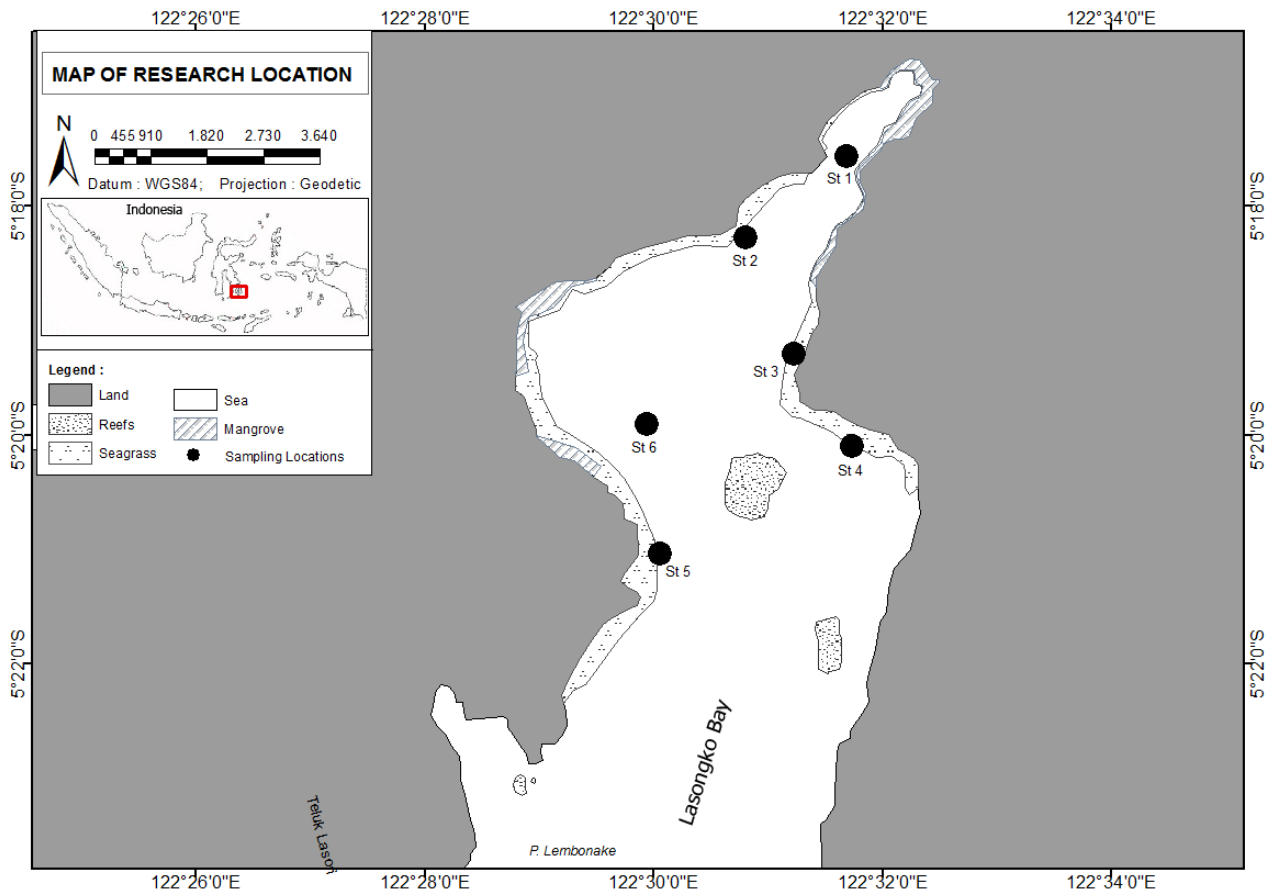 122°26'0"E 122°28'0"E 122°30'0"E 122°32'0"E 122°34'0"E
MAP OF RESEARCH LOCATION
N
0 455 910 1.820 2.730 3.640
Datum : WGS84; Projection : Geodetic
Indonesia
Legend :
Land
Sea
Reefs
Mangrove
Seagrass
Sampling Locations
5°18'0"S
5°20'0"S
5°22'0"S
St 1
St 2
St 3
St 6
St 4
St 5
Lasongko Bay
Teluk Lason
P. Lembonake
5°18'0"S
5°20'0"S
5°22'0"S
122°26'0"E 122°28'0"E 122°30'0"E 122°32'0"E 122°34'0"E